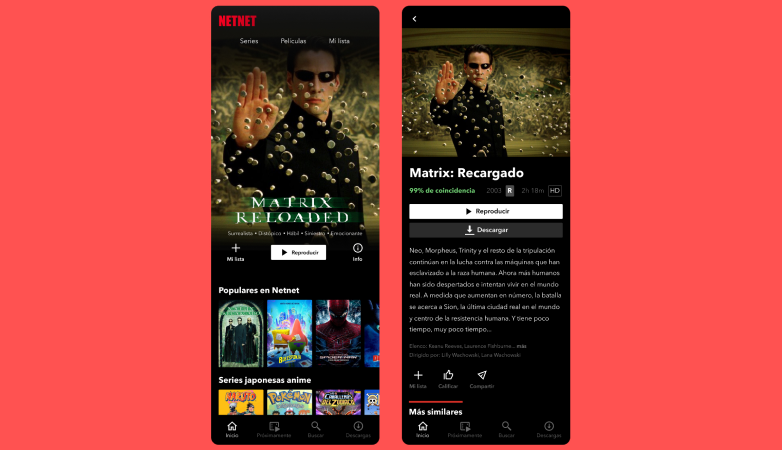 NETNET
Series Películas Mi lista
MATRIX
RELOADED
Surrealista • Distópico • Hábil • Siniestro • Emocionante
Mi lista
Reproducir
Info
Populares en Netnet
Series japonesas anime
NARUTO
POKÉMON
Inicio Próximamente Buscar Descargas
Matrix: Recargado
99% de coincidencia 2003 R 2h 18m HD
Reproducir
Descargar
Neo, Morpheus, Trinity y el resto de la tripulación
continúan en la lucha contra las máquinas que han
esclavizado a la raza humana. Ahora más humanos
han sido despertados e intentan vivir en el mundo
real. A medida que aumentan en número, la batalla
se acerca a Sion, la última ciudad real en el mundo
y centro de la resistencia humana. Y tiene poco
tiempo, muy poco tiempo...
Elenco: Keanu Reeves, Laurence Fishburne... más
Dirigido por: Lilly Wachowski, Lana Wachowski
Mi lista Calificar Compartir
Más similares
Inicio Próximamente Buscar Descargas